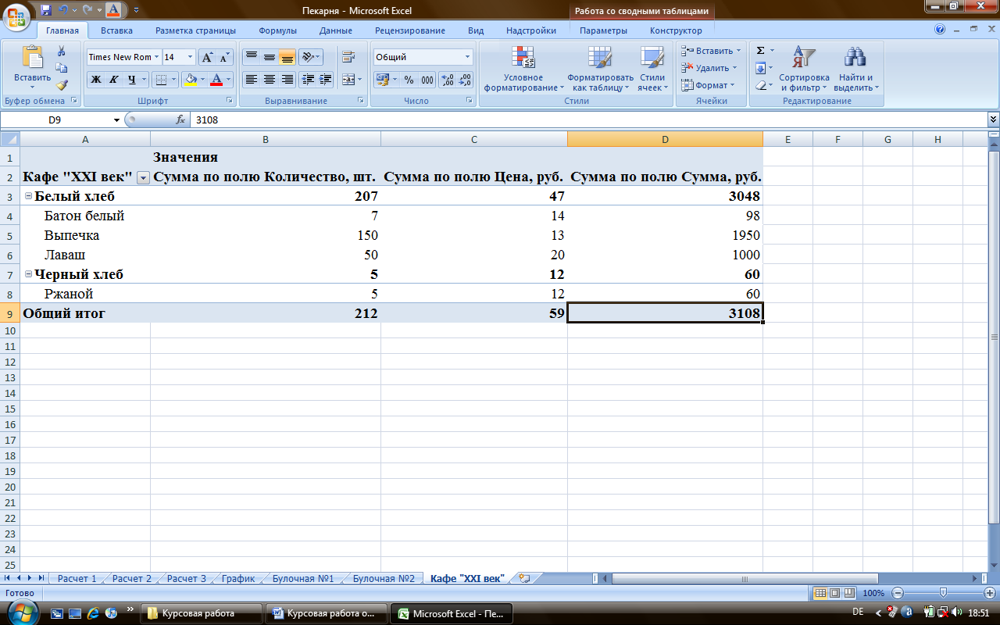 Пекарня - Microsoft Excel
Работа со сводными таблицами
Главная Вставка Разметка страницы Формулы Данные Рецензирование Вид Надстройки Параметры Конструктор
Вставить
Буфер обмена
Times New Rom 14
Ж К Ч
Шрифт
Выравнивание
Общий
% 000
Число
Условное форматирование
Форматировать как таблицу
Стили ячеек
Стили
Вставить
Удалить
Формат
Ячейки
Сортировка и фильтр
Найти и выделить
Редактирование
D9 fx 3108
A B C D E F G H
1 Значения
2 Кафе "XXI век" Сумма по полю Количество, шт. Сумма по полю Цена, руб. Сумма по полю Сумма, руб.
3 Белый хлеб 207 47 3048
4 Батон белый 7 14 98
5 Выпечка 150 13 1950
6 Лаваш 50 20 1000
7 Черный хлеб 5 12 60
8 Ржаной 5 12 60
9 Общий итог 212 59 3108
10
11
12
13
14
15
16
17
18
19
20
21
22
23
24
25
Расчет 1 Расчет 2 Расчет 3 График Булочная №1 Булочная №2 Кафе "XXI век"
Готово 100%
Курсовая работа Курсовая работа о... Microsoft Excel - Пе... DE 18:51